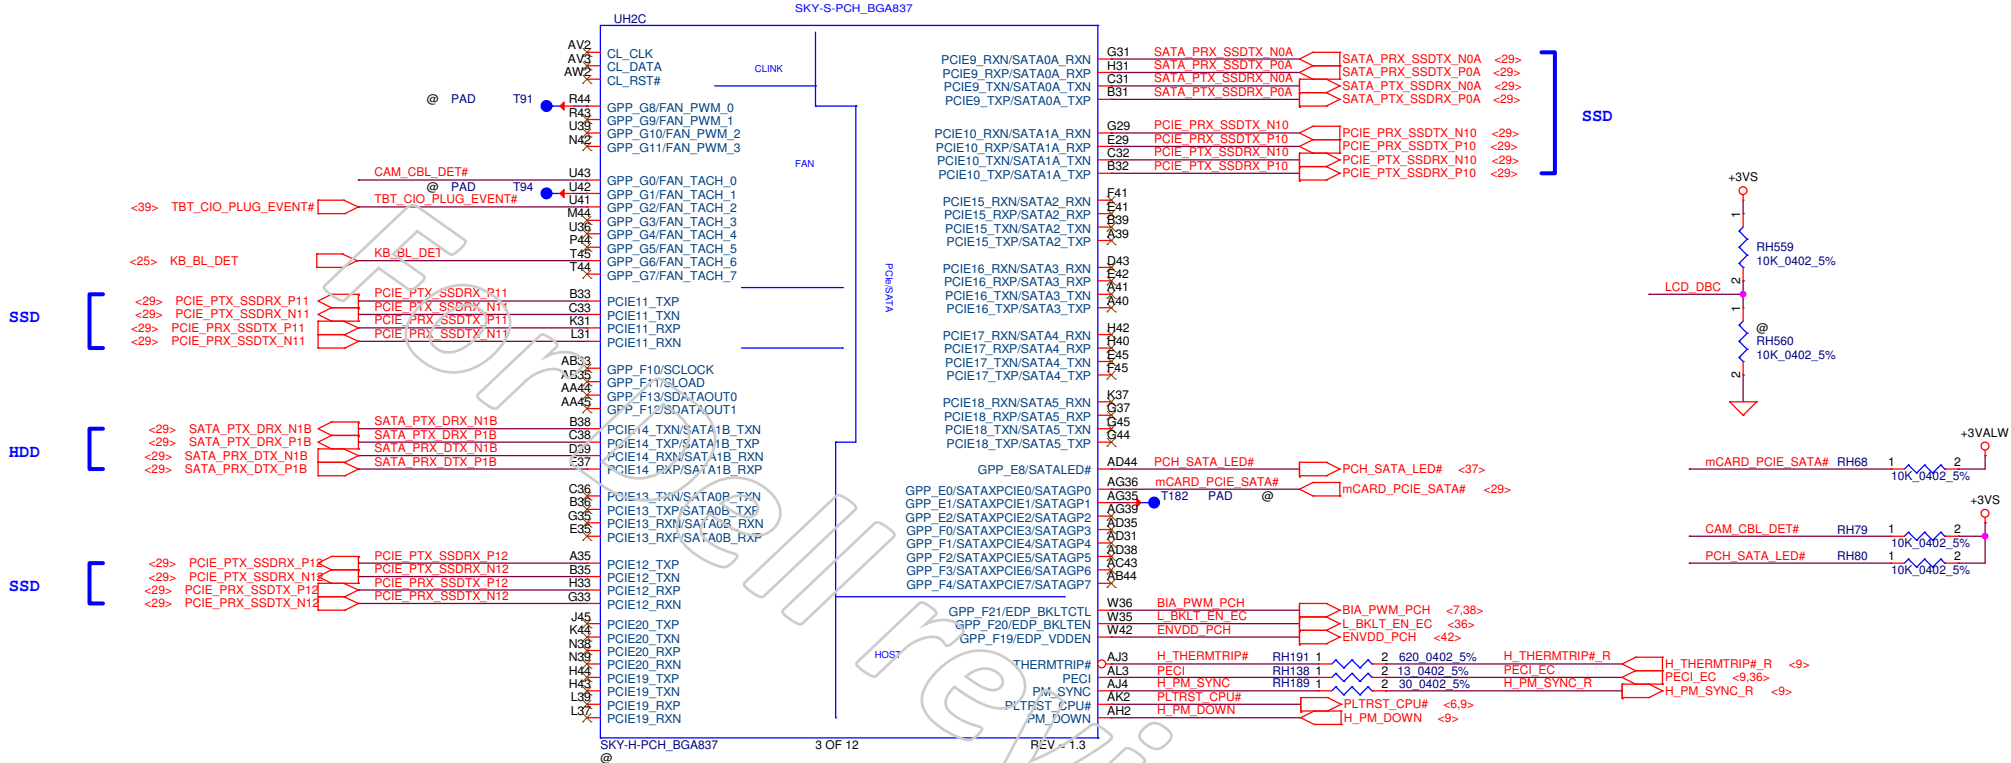 SKY-S-PCH_BGA837
UH2C
AV2 CL_CLK
AV3 CL_DATA
AW2 CL_RST#
CLINK
@ PAD T91 R44 GPP_G8/FAN_PWM_0
R43 GPP_G9/FAN_PWM_1
U39 GPP_G10/FAN_PWM_2
N42 GPP_G11/FAN_PWM_3
FAN
CAM_CBL_DET# U43 GPP_G0/FAN_TACH_0
@ PAD T94 U42 GPP_G1/FAN_TACH_1
<39> TBT_CIO_PLUG_EVENT# TBT_CIO_PLUG_EVENT# U41 GPP_G2/FAN_TACH_2
M44 GPP_G3/FAN_TACH_3
U36 GPP_G4/FAN_TACH_4
P44 GPP_G5/FAN_TACH_5
<25> KB_BL_DET KB_BL_DET T45 GPP_G6/FAN_TACH_6
T44 GPP_G7/FAN_TACH_7
PCIe/SATA
SSD
<29> PCIE_PTX_SSDRX_P11 PCIE_PTX_SSDRX_P11 B33 PCIE11_TXP
<29> PCIE_PTX_SSDRX_N11 PCIE_PTX_SSDRX_N11 C33 PCIE11_TXN
<29> PCIE_PRX_SSDTX_P11 PCIE_PRX_SSDTX_P11 K31 PCIE11_RXP
<29> PCIE_PRX_SSDTX_N11 PCIE_PRX_SSDTX_N11 L31 PCIE11_RXN
AB33 GPP_F10/SCLOCK
AB35 GPP_F11/SLOAD
AA44 GPP_F13/SDATAOUT0
AA45 GPP_F12/SDATAOUT1
HDD
<29> SATA_PTX_DRX_N1B SATA_PTX_DRX_N1B B38 PCIE14_TXN/SATA1B_TXN
<29> SATA_PTX_DRX_P1B SATA_PTX_DRX_P1B C38 PCIE14_TXP/SATA1B_TXP
<29> SATA_PRX_DTX_N1B SATA_PRX_DTX_N1B D39 PCIE14_RXN/SATA1B_RXN
<29> SATA_PRX_DTX_P1B SATA_PRX_DTX_P1B E37 PCIE14_RXP/SATA1B_RXP
C36 PCIE13_TXN/SATA0B_TXN
B36 PCIE13_TXP/SATA0B_TXP
G35 PCIE13_RXN/SATA0B_RXN
E35 PCIE13_RXP/SATA0B_RXP
SSD
<29> PCIE_PTX_SSDRX_P12 PCIE_PTX_SSDRX_P12 A35 PCIE12_TXP
<29> PCIE_PTX_SSDRX_N12 PCIE_PTX_SSDRX_N12 B35 PCIE12_TXN
<29> PCIE_PRX_SSDTX_P12 PCIE_PRX_SSDTX_P12 H33 PCIE12_RXP
<29> PCIE_PRX_SSDTX_N12 PCIE_PRX_SSDTX_N12 G33 PCIE12_RXN
J45 PCIE20_TXP
K44 PCIE20_TXN
N38 PCIE20_RXP
N39 PCIE20_RXN
H44 PCIE19_TXP
H43 PCIE19_TXN
L39 PCIE19_RXP
L37 PCIE19_RXN
HOST
PCIE9_RXN/SATA0A_RXN G31 SATA_PRX_SSDTX_N0A SATA_PRX_SSDTX_N0A <29>
PCIE9_RXP/SATA0A_RXP H31 SATA_PRX_SSDTX_P0A SATA_PRX_SSDTX_P0A <29>
PCIE9_TXN/SATA0A_TXN C31 SATA_PTX_SSDRX_N0A SATA_PTX_SSDRX_N0A <29>
PCIE9_TXP/SATA0A_TXP B31 SATA_PTX_SSDRX_P0A SATA_PTX_SSDRX_P0A <29>
SSD
PCIE10_RXN/SATA1A_RXN G29 PCIE_PRX_SSDTX_N10 PCIE_PRX_SSDTX_N10 <29>
PCIE10_RXP/SATA1A_RXP E29 PCIE_PRX_SSDTX_P10 PCIE_PRX_SSDTX_P10 <29>
PCIE10_TXN/SATA1A_TXN C32 PCIE_PTX_SSDRX_N10 PCIE_PTX_SSDRX_N10 <29>
PCIE10_TXP/SATA1A_TXP B32 PCIE_PTX_SSDRX_P10 PCIE_PTX_SSDRX_P10 <29>
PCIE15_RXN/SATA2_RXN F41
PCIE15_RXP/SATA2_RXP E41
PCIE15_TXN/SATA2_TXN B39
PCIE15_TXP/SATA2_TXP A39
PCIE16_RXN/SATA3_RXN D43
PCIE16_RXP/SATA3_RXP E42
PCIE16_TXN/SATA3_TXN A41
PCIE16_TXP/SATA3_TXP A40
PCIE17_RXN/SATA4_RXN H42
PCIE17_RXP/SATA4_RXP H40
PCIE17_TXN/SATA4_TXN E45
PCIE17_TXP/SATA4_TXP F45
PCIE18_RXN/SATA5_RXN K37
PCIE18_RXP/SATA5_RXP G37
PCIE18_TXN/SATA5_TXN G45
PCIE18_TXP/SATA5_TXP G44
GPP_E8/SATALED# AD44 PCH_SATA_LED# PCH_SATA_LED# <37>
GPP_E0/SATAXPCIE0/SATAGP0 AG36 mCARD_PCIE_SATA# mCARD_PCIE_SATA# <29>
GPP_E1/SATAXPCIE1/SATAGP1 AG35 T182 PAD @
GPP_E2/SATAXPCIE2/SATAGP2 AG39
GPP_F0/SATAXPCIE3/SATAGP3 AD35
GPP_F1/SATAXPCIE4/SATAGP4 AD31
GPP_F2/SATAXPCIE5/SATAGP5 AD38
GPP_F3/SATAXPCIE6/SATAGP6 AC43
GPP_F4/SATAXPCIE7/SATAGP7 AB44
GPP_F21/EDP_BKLTCTL W36 BIA_PWM_PCH BIA_PWM_PCH <7,38>
GPP_F20/EDP_BKLTEN W35 L_BKLT_EN_EC L_BKLT_EN_EC <36>
GPP_F19/EDP_VDDEN W42 ENVDD_PCH ENVDD_PCH <42>
THERMTRIP# AJ3 H_THERMTRIP# RH191 1 2 620_0402_5% H_THERMTRIP#_R H_THERMTRIP#_R <9>
PECI AL3 PECI RH138 1 2 13_0402_5% PECI_EC PECI_EC <9,36>
PM_SYNC AJ4 H_PM_SYNC RH189 1 2 30_0402_5% H_PM_SYNC_R H_PM_SYNC_R <9>
PLTRST_CPU# AK2 PLTRST_CPU# PLTRST_CPU# <6,9>
PM_DOWN AH2 H_PM_DOWN H_PM_DOWN <9>
SKY-H-PCH_BGA837 3 OF 12 REV = 1.3
@
+3VS
1
RH559
10K_0402_5%
2
LCD_DBC
1
@
RH560
10K_0402_5%
2
+3VALW
mCARD_PCIE_SATA# RH68 1 2
10K_0402_5%
+3VS
CAM_CBL_DET# RH79 1 2
10K_0402_5%
PCH_SATA_LED# RH80 1 2
10K_0402_5%
For Dell revi